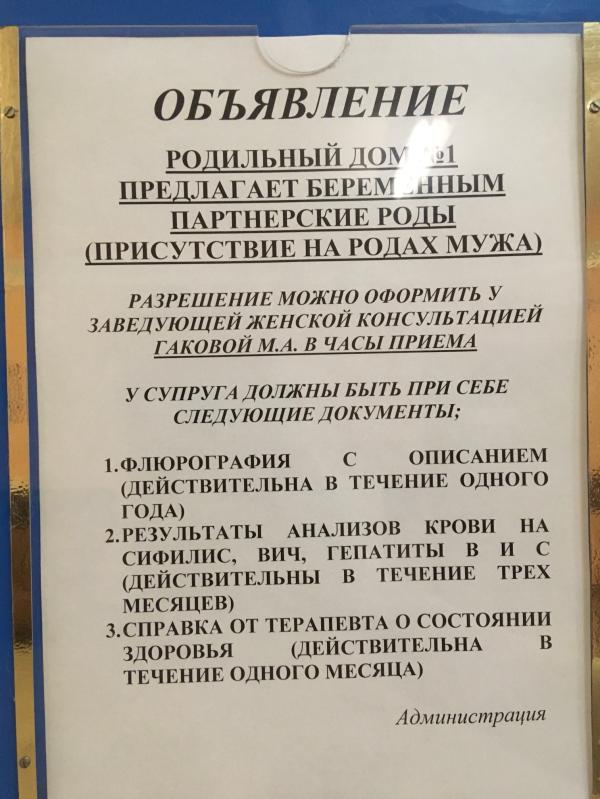 ОБЪЯВЛЕНИЕ
РОДИЛЬНЫЙ ДОМ №1
ПРЕДЛАГАЕТ БЕРЕМЕННЫМ
ПАРТНЕРСКИЕ РОДЫ
(ПРИСУТСТВИЕ НА РОДАХ МУЖА)
РАЗРЕШЕНИЕ МОЖНО ОФОРМИТЬ У
ЗАВЕДУЮЩЕЙ ЖЕНСКОЙ КОНСУЛЬТАЦИЕЙ
ГАКОВОЙ М.А. В ЧАСЫ ПРИЕМА
У СУПРУГА ДОЛЖНЫ БЫТЬ ПРИ СЕБЕ
СЛЕДУЮЩИЕ ДОКУМЕНТЫ;
1.ФЛЮРОГРАФИЯ С ОПИСАНИЕМ
(ДЕЙСТВИТЕЛЬНА В ТЕЧЕНИЕ ОДНОГО
ГОДА)
2.РЕЗУЛЬТАТЫ АНАЛИЗОВ КРОВИ НА
СИФИЛИС, ВИЧ, ГЕПАТИТЫ В И С
(ДЕЙСТВИТЕЛЬНЫ В ТЕЧЕНИЕ ТРЕХ
МЕСЯЦЕВ)
3.СПРАВКА ОТ ТЕРАПЕВТА О СОСТОЯНИИ
ЗДОРОВЬЯ (ДЕЙСТВИТЕЛЬНА В
ТЕЧЕНИЕ ОДНОГО МЕСЯЦА)
Администрация